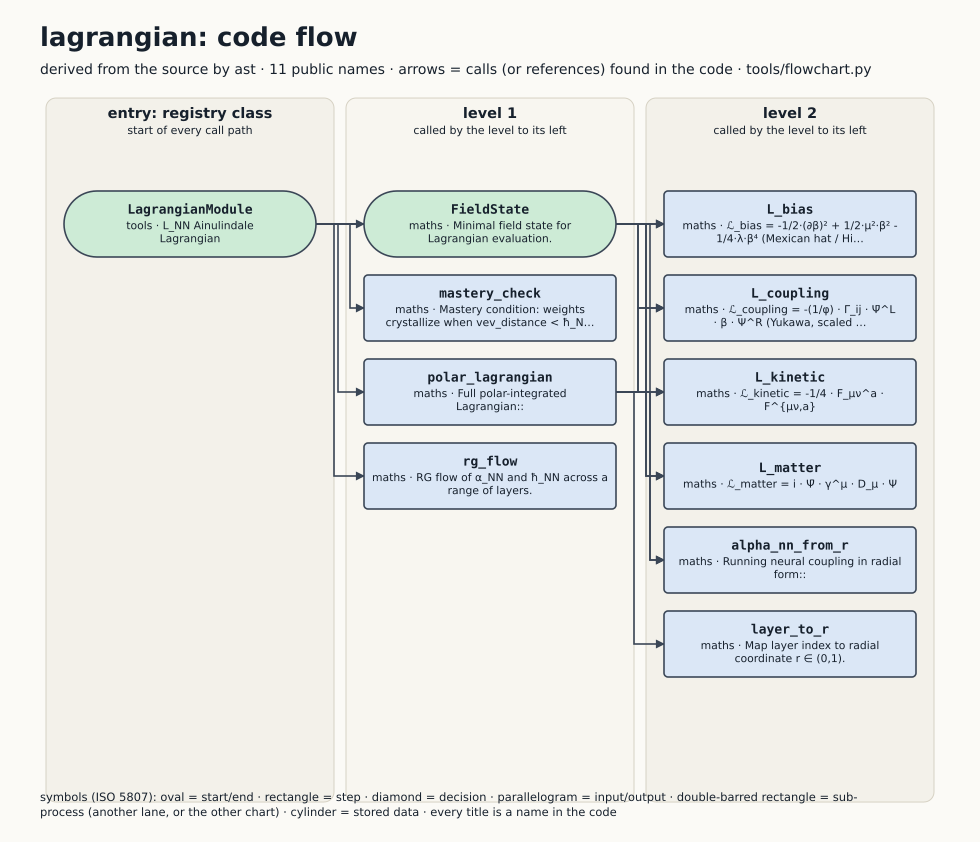 lagrangian: code flow
derived from the source by ast · 11 public names · arrows = calls (or references) found in the code · tools/flowchart.py
entry: registry class
start of every call path
level 1
called by the level to its left
level 2
called by the level to its left
LagrangianModule
tools · L_NN Ainulindale
Lagrangian
FieldState
maths · Minimal field state for
Lagrangian evaluation.
mastery_check
maths · Mastery condition: weights
crystallize when vev_distance < ħ_N…
polar_lagrangian
maths · Full polar-integrated
Lagrangian::
rg_flow
maths · RG flow of α_NN and ħ_NN across a
range of layers.
L_bias
maths · ℒ_bias = -1/2·(∂β)² + 1/2·μ²·β² -
1/4·λ·β⁴ (Mexican hat / Hi…
L_coupling
maths · ℒ_coupling = -(1/φ) · Γ_ij · Ψ̄^L
· β · Ψ^R (Yukawa, scaled …
L_kinetic
maths · ℒ_kinetic = -1/4 · F_μν^a ·
F^{μν,a}
L_matter
maths · ℒ_matter = i · Ψ̄ · γ^μ · D_μ · Ψ
alpha_nn_from_r
maths · Running neural coupling in radial
form::
layer_to_r
maths · Map layer index to radial
coordinate r ∈ (0,1).
symbols (ISO 5807): oval = start/end · rectangle = step · diamond = decision · parallelogram = input/output · double-barred rectangle = sub-
process (another lane, or the other chart) · cylinder = stored data · every title is a name in the code